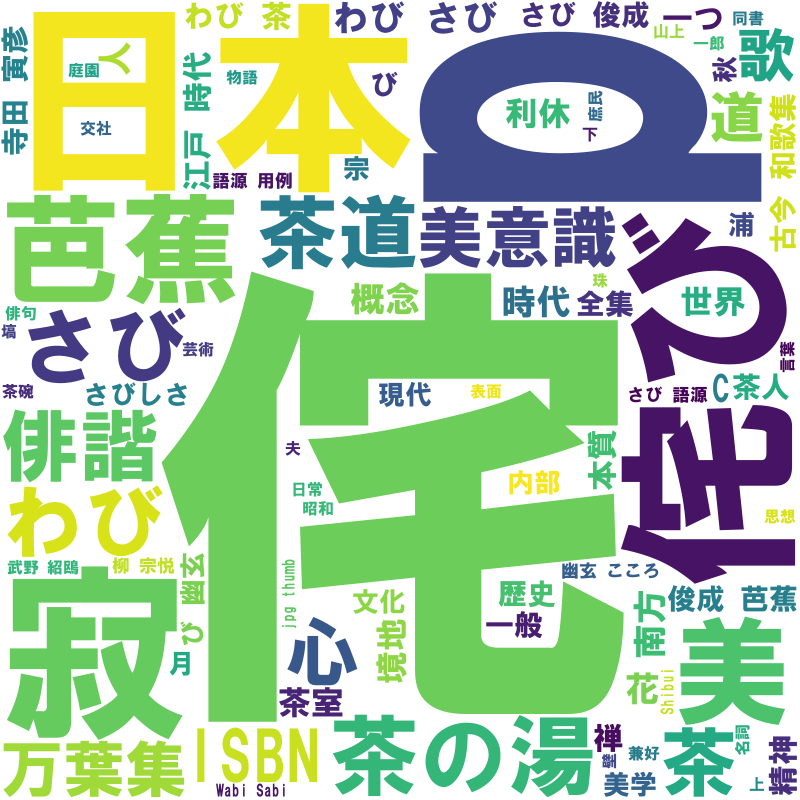 わび 茶
わび さび
さび 俊成
一つ
同書
山上
一郎
歌
秋
人
庭園
寺田 寅彦
日本
物語
江戸 時代
び
a
利休
庶民
下
道
古今 和歌集
交社
語源 用例
宗
芭蕉
茶道
美意識
浦
俳句
塙
さび
芸術
概念
時代
全集
珠
世界
侘び
言葉
茶碗
さびしさ
現代
表面
さび 語源
C
茶人
俳諧
夫
侘
本質
内部
日常
昭和
わび
思想
武野 紹鴎
柳 宗悦
幽玄
び
jpg thumb
幽玄 こころ
寂
文化
歴史
一般
南方
俊成 芭蕉
月
心
境地
花
Shibui
美
茶室
万葉集
ISBN
Wabi Sabi
茶の湯
禅
壁
兼好
美学
茶
名詞
上
精神